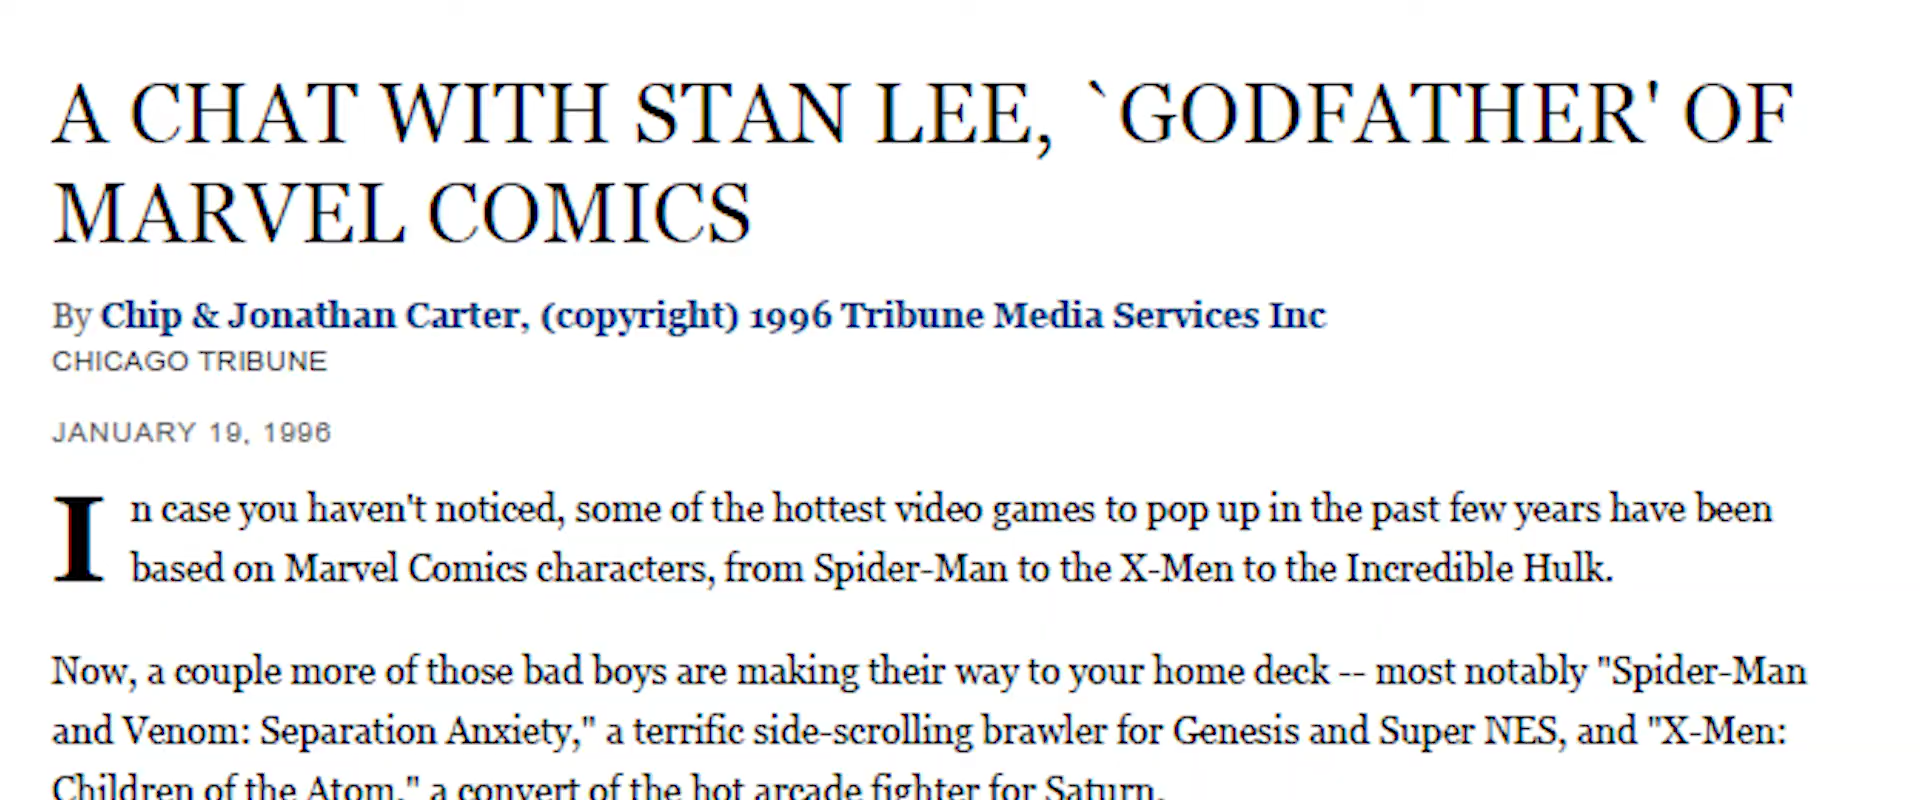 A CHAT WITH STAN LEE, `GODFATHER' OF
MARVEL COMICS
By Chip & Jonathan Carter, (copyright) 1996 Tribune Media Services Inc
CHICAGO TRIBUNE
JANUARY 19, 1996
In case you haven't noticed, some of the hottest video games to pop up in the past few years have been
based on Marvel Comics characters, from Spider-Man to the X-Men to the Incredible Hulk.
Now, a couple more of those bad boys are making their way to your home deck -- most notably "Spider-Man
and Venom: Separation Anxiety," a terrific side-scrolling brawler for Genesis and Super NES, and "X-Men:
Children of the Atom," a convert of the hot arcade fighter for Saturn.